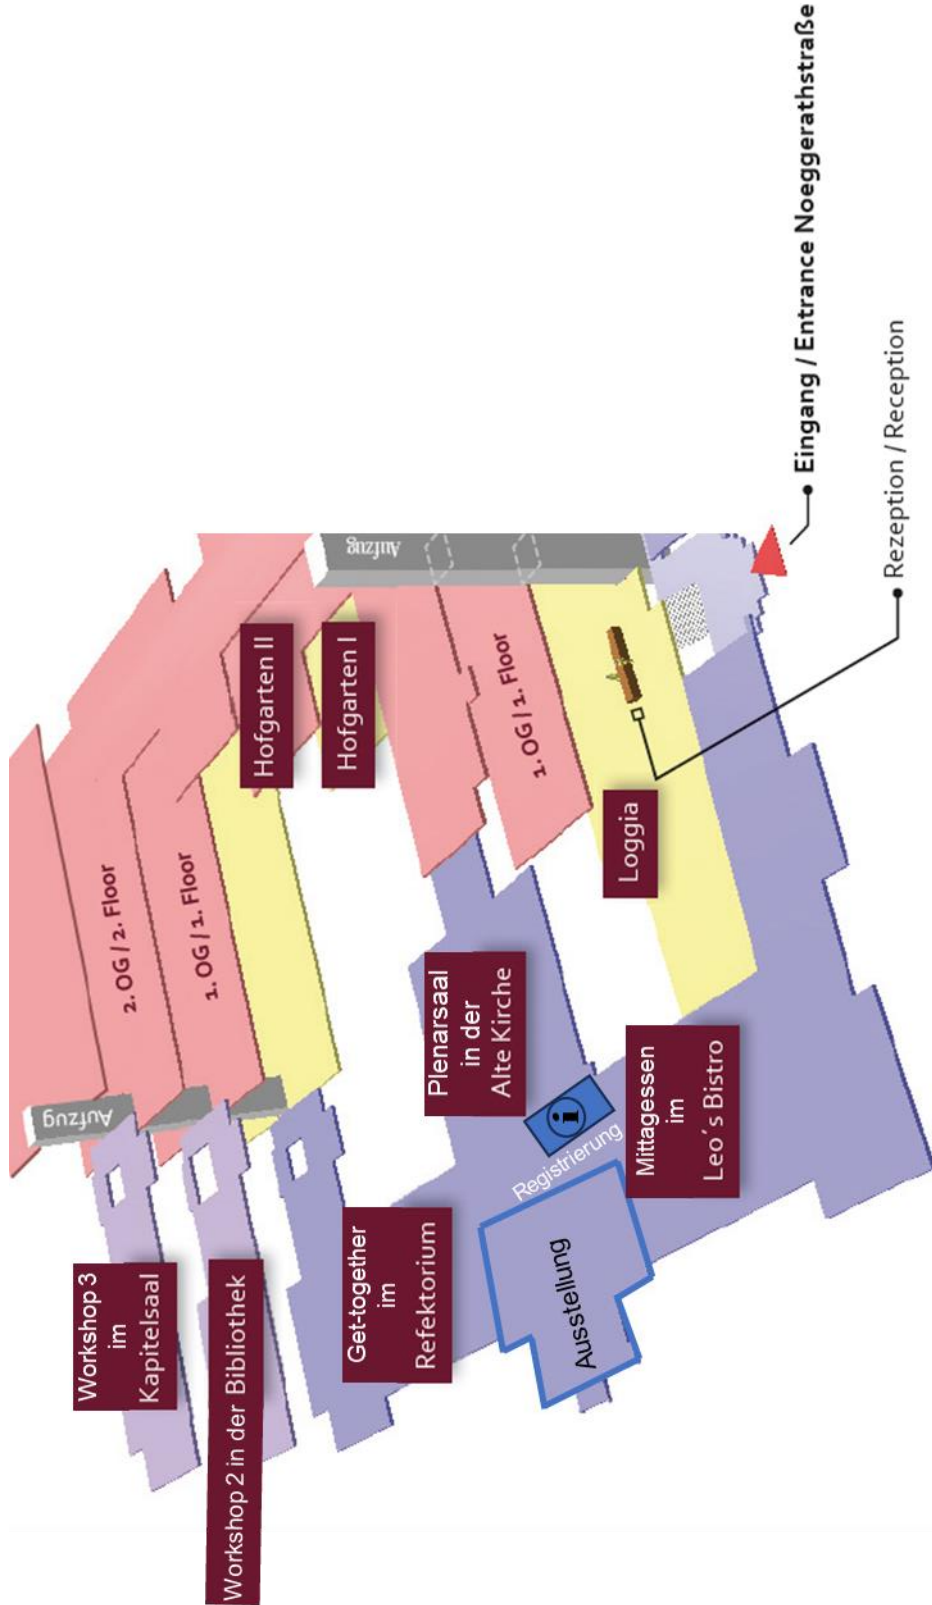 Workshop 3
im
Kapitelsaal
Workshop 2 in der Bibliothek
Get-together
im
Refektorium
Ausstellung
Registrierung
i
Mittagessen
im
Leo´s Bistro
Plenarsaal
in der
Alte Kirche
Loggia
Hofgarten II
Hofgarten I
2. OG / 2. Floor
1. OG / 1. Floor
1. OG / 1. Floor
Aufzug
Aufzug
Eingang / Entrance Noeggerathstraße
Rezeption / Reception